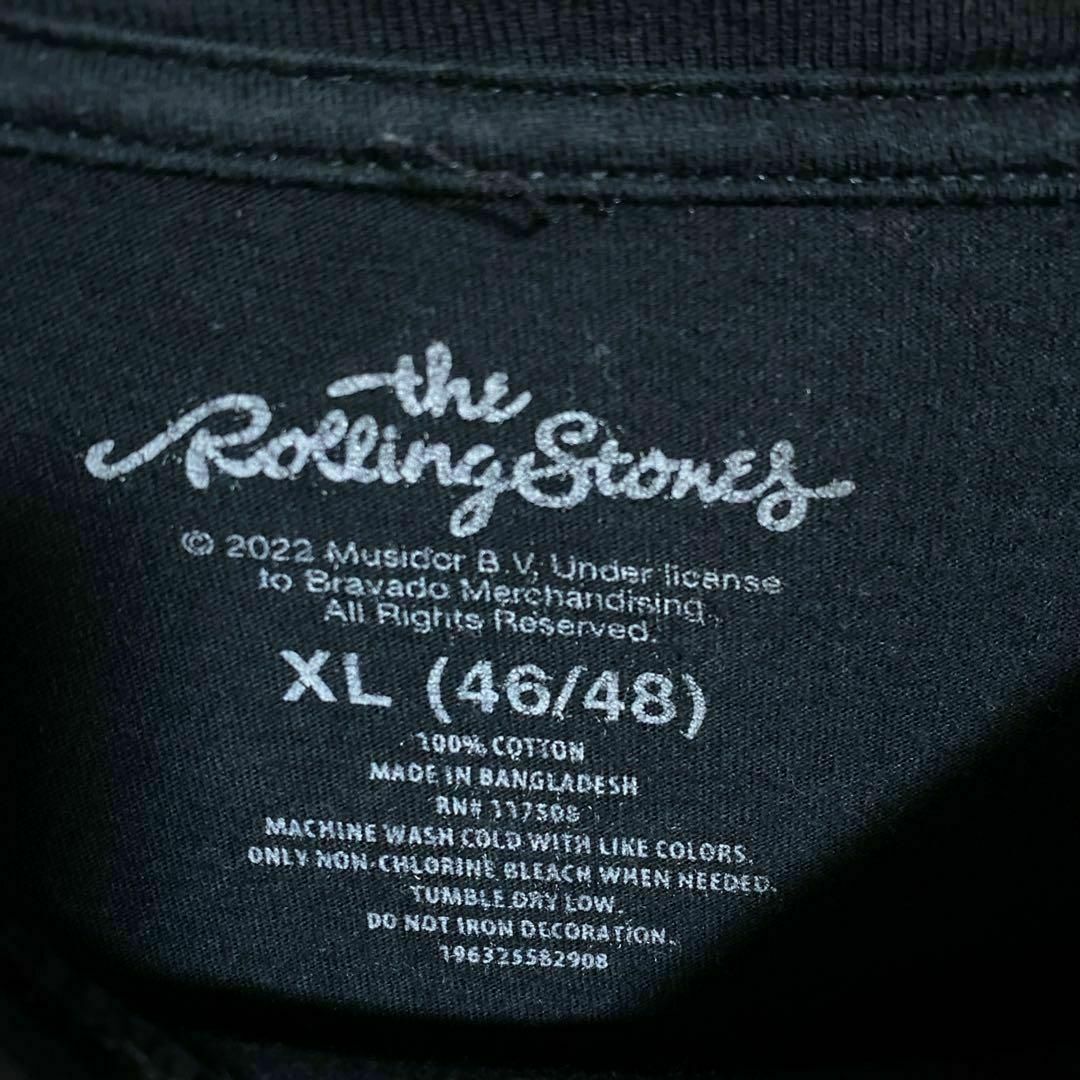 the
Rolling Stones
© 2022 Musidor B.V. Under license
to Bravado Merchandising.
All Rights Reserved.
XL (46/48)
100% COTTON
MADE IN BANGLADESH
RN# 117508
MACHINE WASH COLD WITH LIKE COLORS.
ONLY NON-CHLORINE BLEACH WHEN NEEDED.
TUMBLE DRY LOW.
DO NOT IRON DECORATION.
196325582908